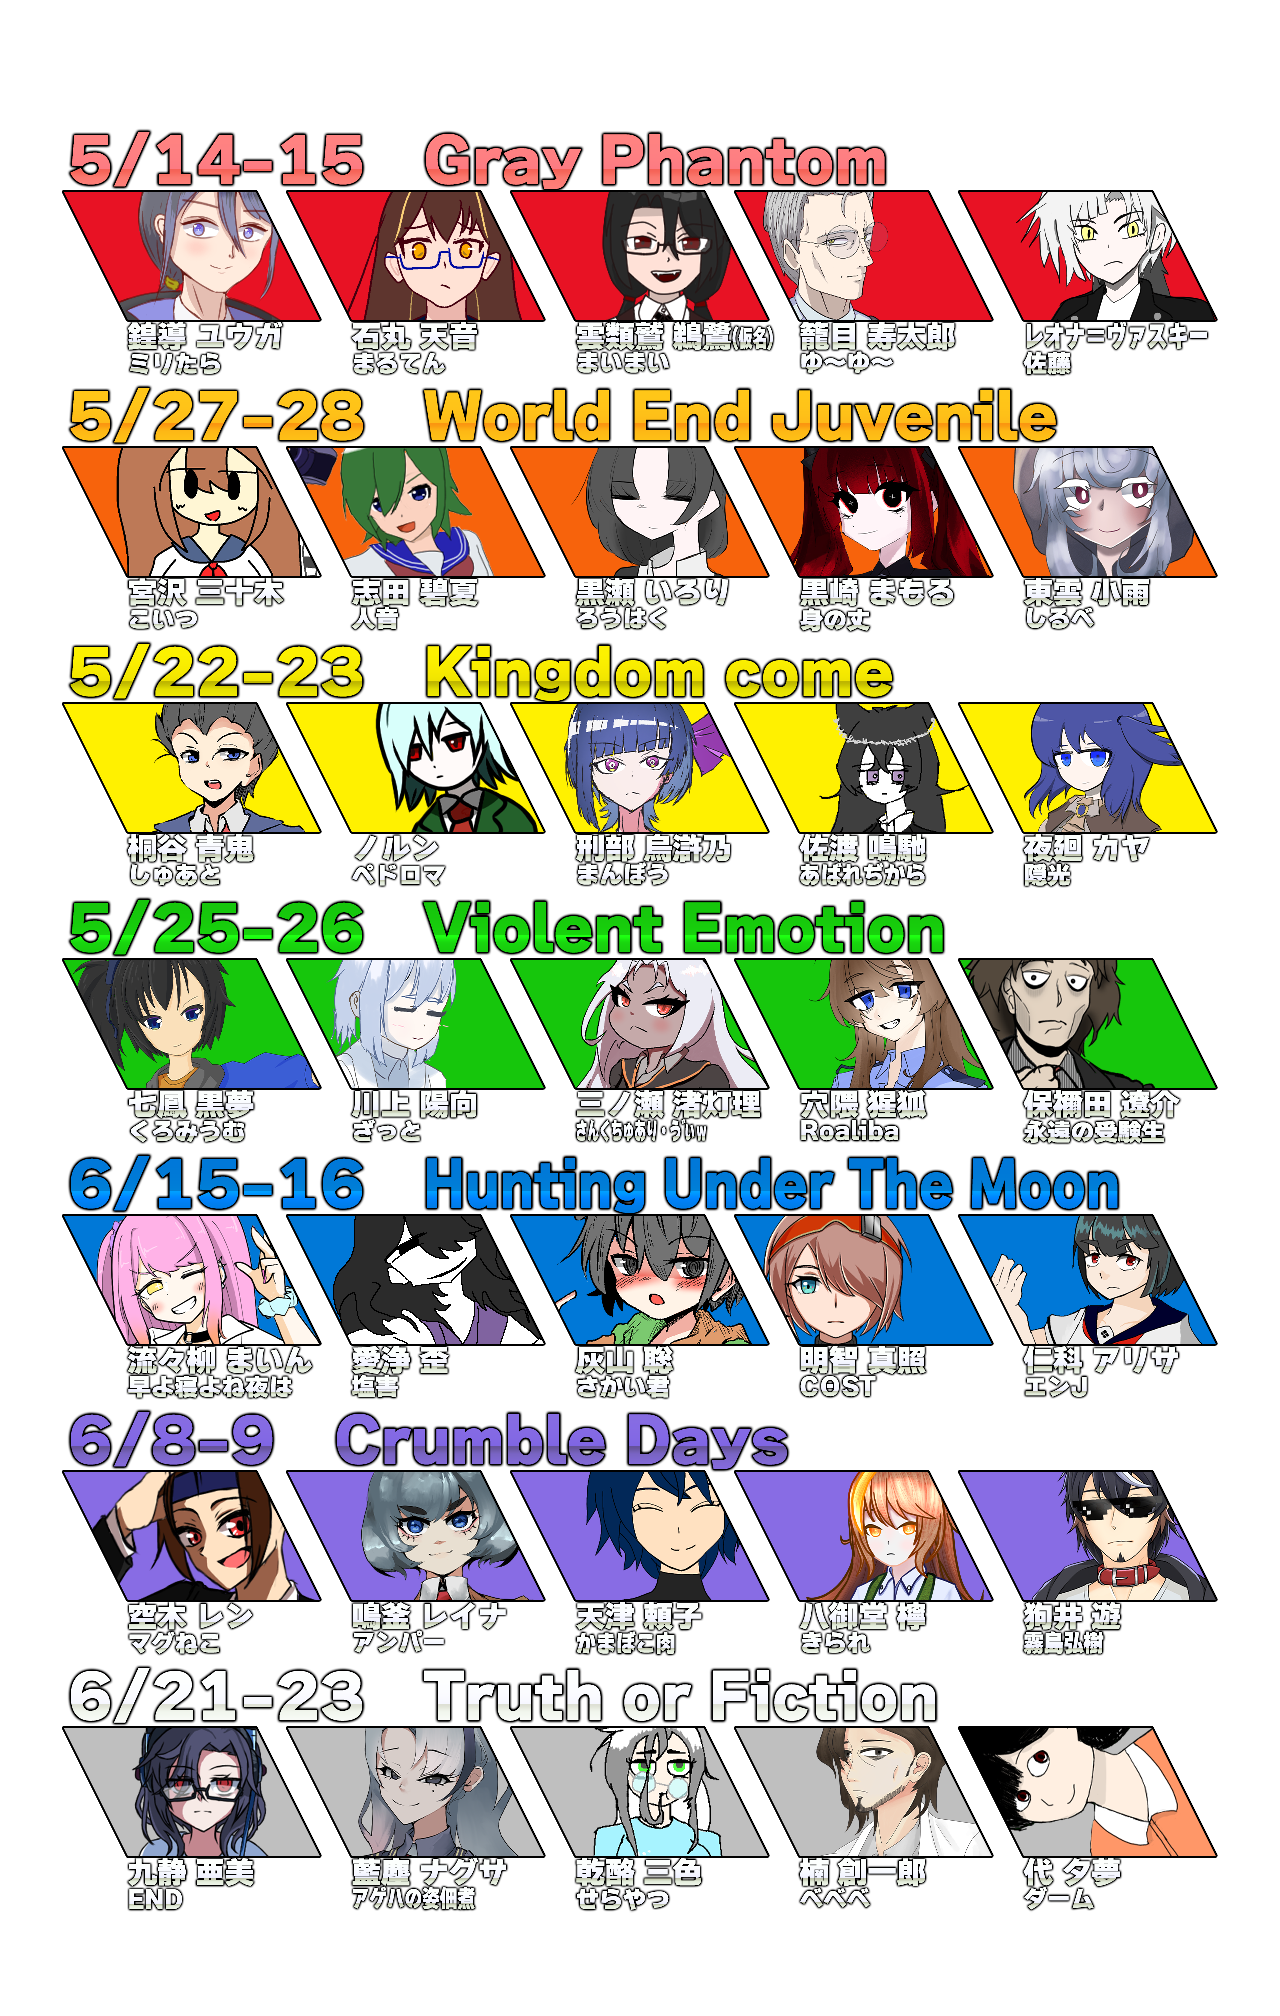 5/14-15 Gray Phantom
鍠導 ユウガ 石丸 天音 雲類鷲 鵺鷺(仮名) 籠目 寿太郎 レオナ=ヴァスキー
ミリたら まるてん まいまい ゆ〜ゆ〜 佐藤
5/27-28 World End Juvenile
宮沢 三十木 志田 碧夏 黒瀬 いろり 黒崎 まもる 東雲 小雨
こいつ 人音 ろうはく 身の丈 しるべ
5/22-23 Kingdom come
桐谷 青鬼 ノルン 刑部 烏滸乃 佐渡 鳴馳 夜廻 カヤ
しゅあと ペドロマ まんぼう あばれぢから 隠光
5/25-26 Violent Emotion
七鳳 黒夢 川上 陽向 三ノ瀬 渚灯理 穴隈 猩狐 保櫛田 遼介
くろみうむ ざっと さんくちゅあり・うぃw Roaliba 永遠の受験生
6/15-16 Hunting Under The Moon
流々柳 まいん 愛浄 歪 灰山 聡 明智 真照 仁科 アリサ
早よ寝よね夜は 塩害 さかい君 COST エンJ
6/8-9 Crumble Days
空木 レン 鳴釜 レイナ 天津 頼子 八御堂 檸 狗井 遊
マグねこ アンパー かまぼこ肉 きられ 霧島弘樹
6/21-23 Truth or Fiction
九静 亜美 藍塵 ナグサ 乾酪 三色 楠 創一郎 代 夕夢
END アゲハの姿佃煮 せらやつ べべべ ダーム